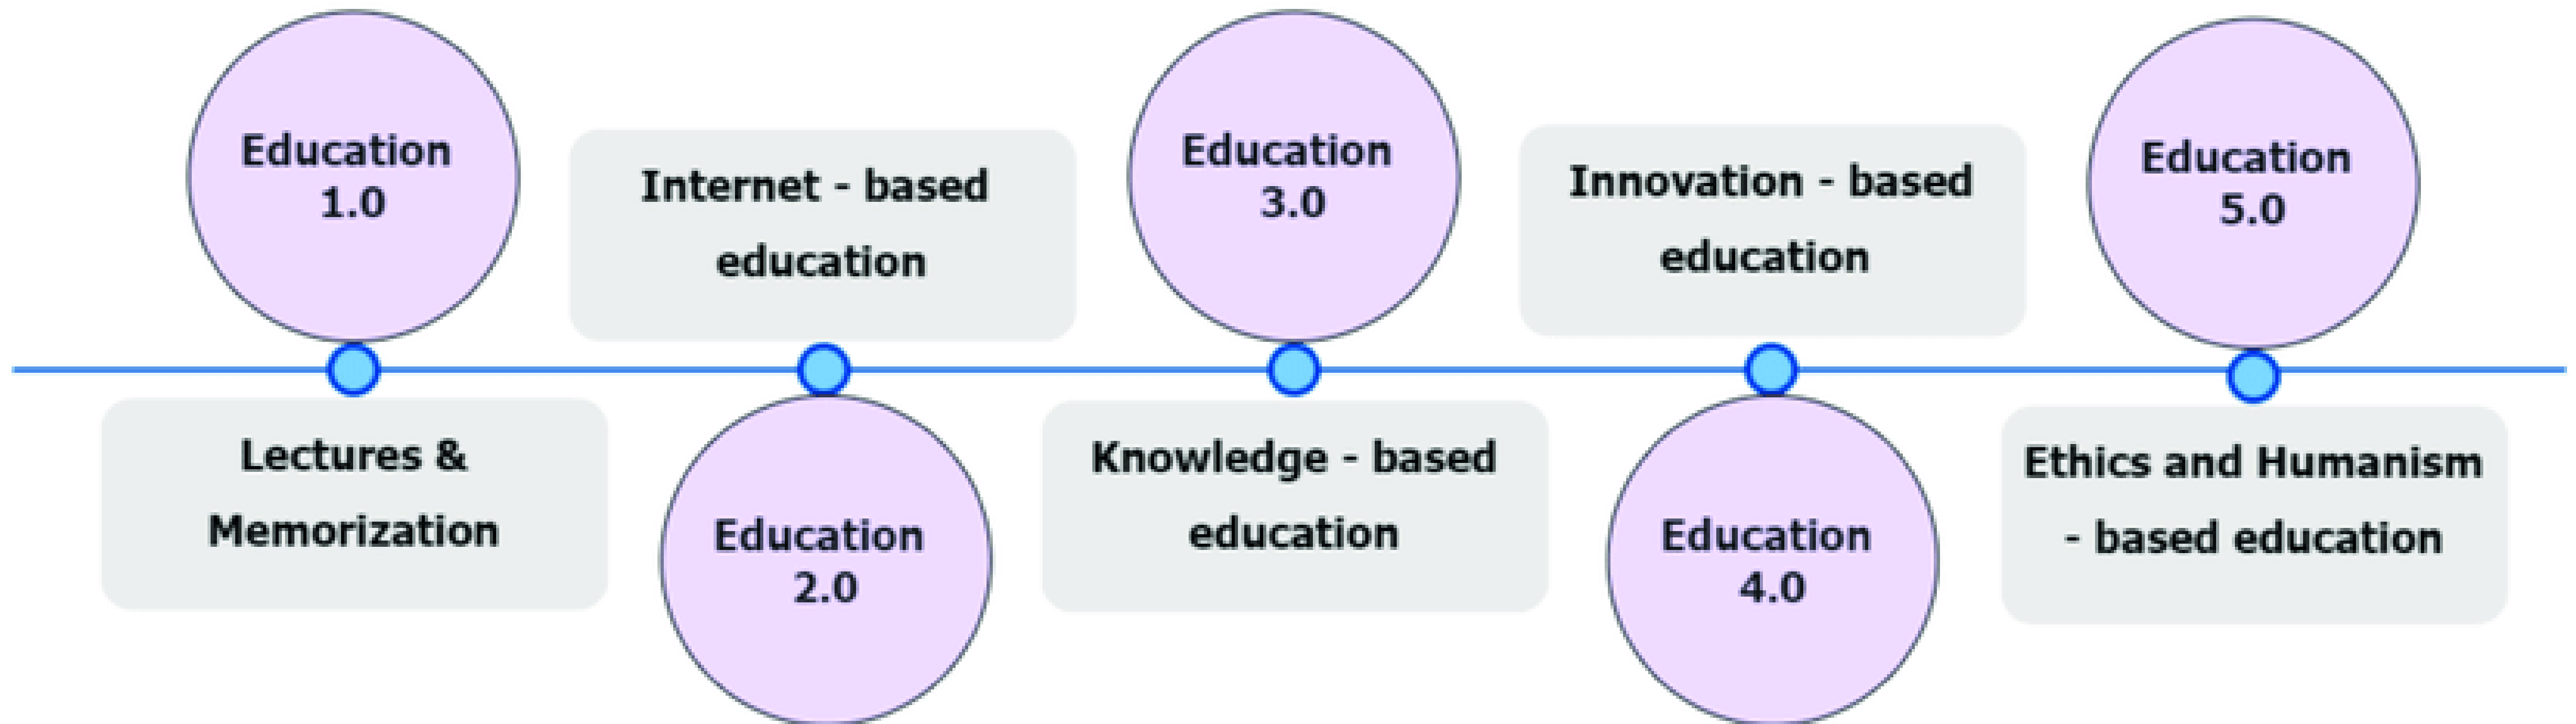 Education
1.0
Lectures &
Memorization
Internet - based
education
Education
2.0
Education
3.0
Knowledge - based
education
Innovation - based
education
Education
4.0
Education
5.0
Ethics and Humanism
- based education